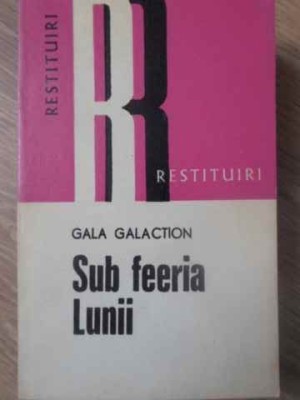 RESTITUIRI
R
RESTITUIRI
GALA GALACTION
Sub feeria
Lunii